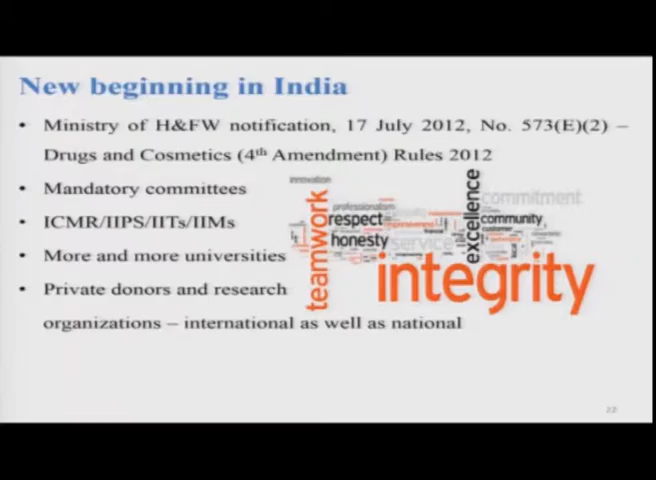 New beginning in India
• Ministry of H&FW notification, 17 July 2012, No. 573(E)(2) –
Drugs and Cosmetics (4th Amendment) Rules 2012
• Mandatory committees
• ICMR/IIPS/IITs/IIMs
• More and more universities
• Private donors and research
organizations – international as well as national
innovation
teamwork
professionalism
respect
honesty
service
integrity
excellence
commitment
community
customer
22